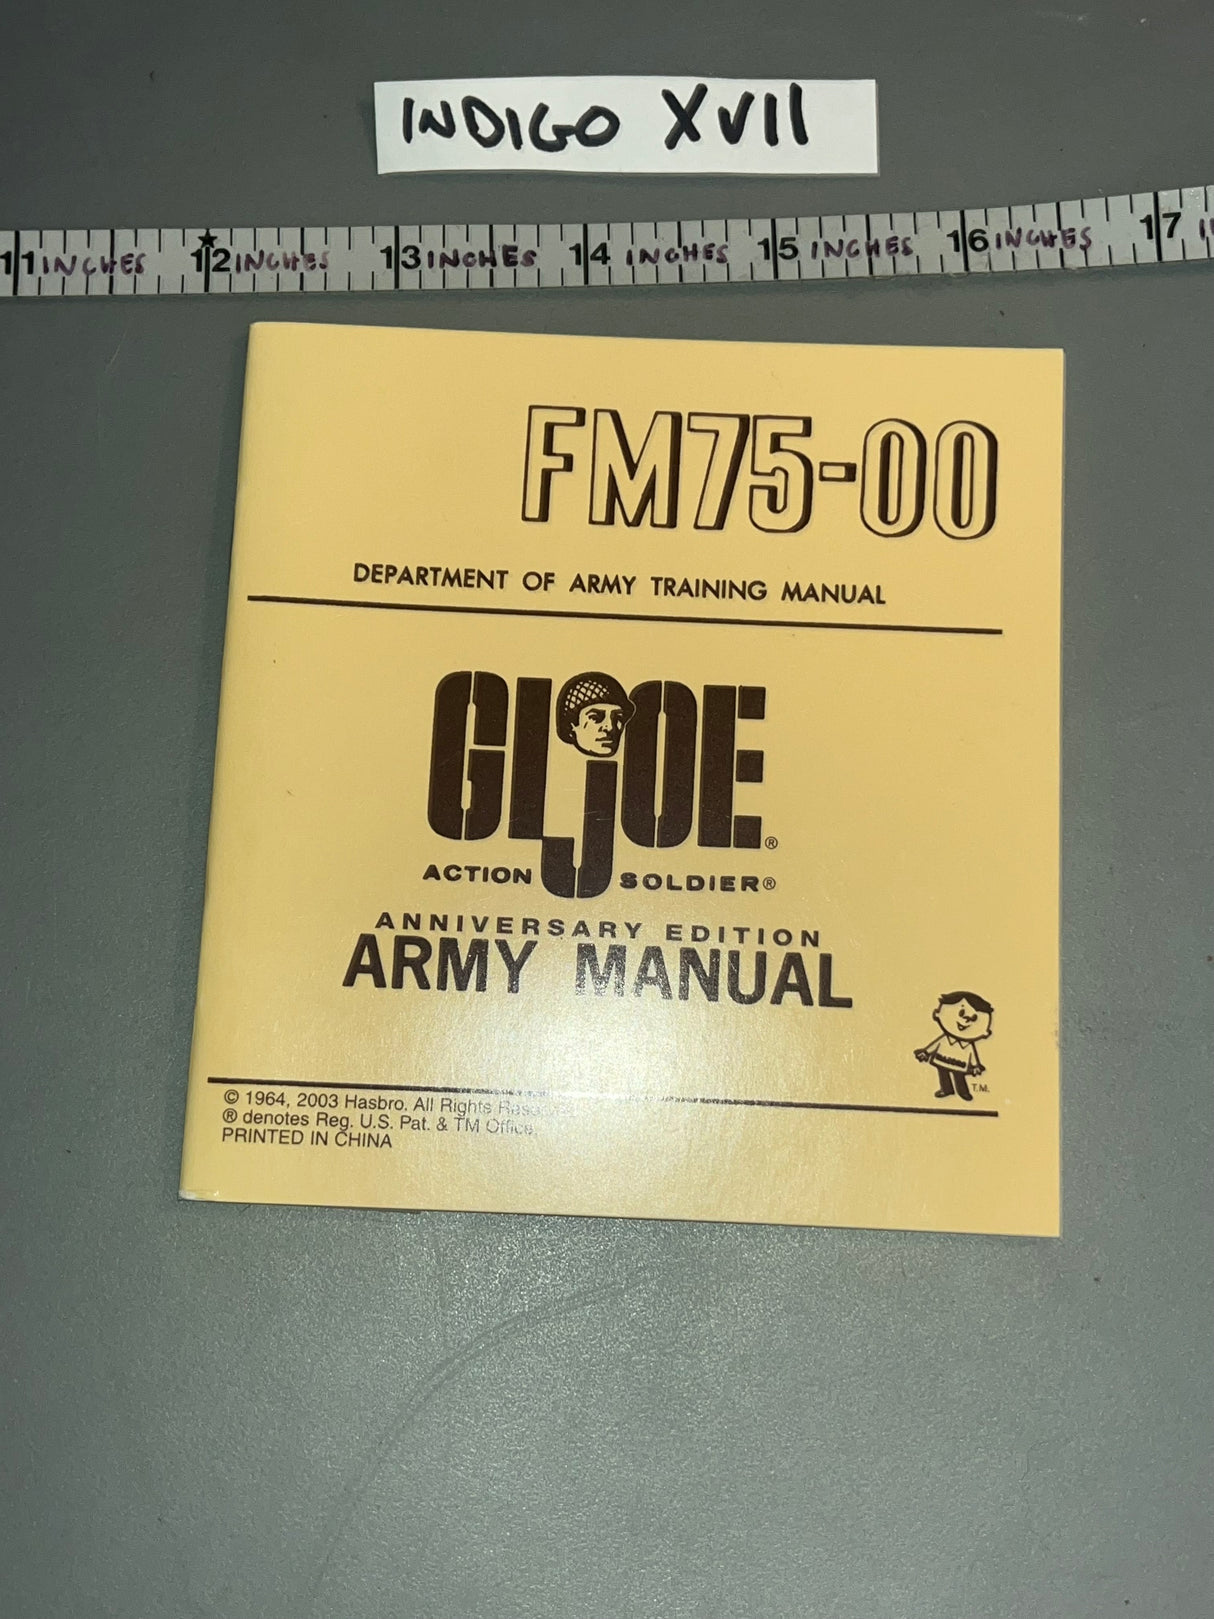 INDIGO XVII
11 INCHES 12 INCHES 13 INCHES 14 INCHES 15 INCHES 16 INCHES 17
FM75-00
DEPARTMENT OF ARMY TRAINING MANUAL
GI JOE®
ACTION SOLDIER®
ANNIVERSARY EDITION
ARMY MANUAL
T.M.
© 1964, 2003 Hasbro. All Rights
® denotes Reg. U.S. Pat. & TM Office.
PRINTED IN CHINA